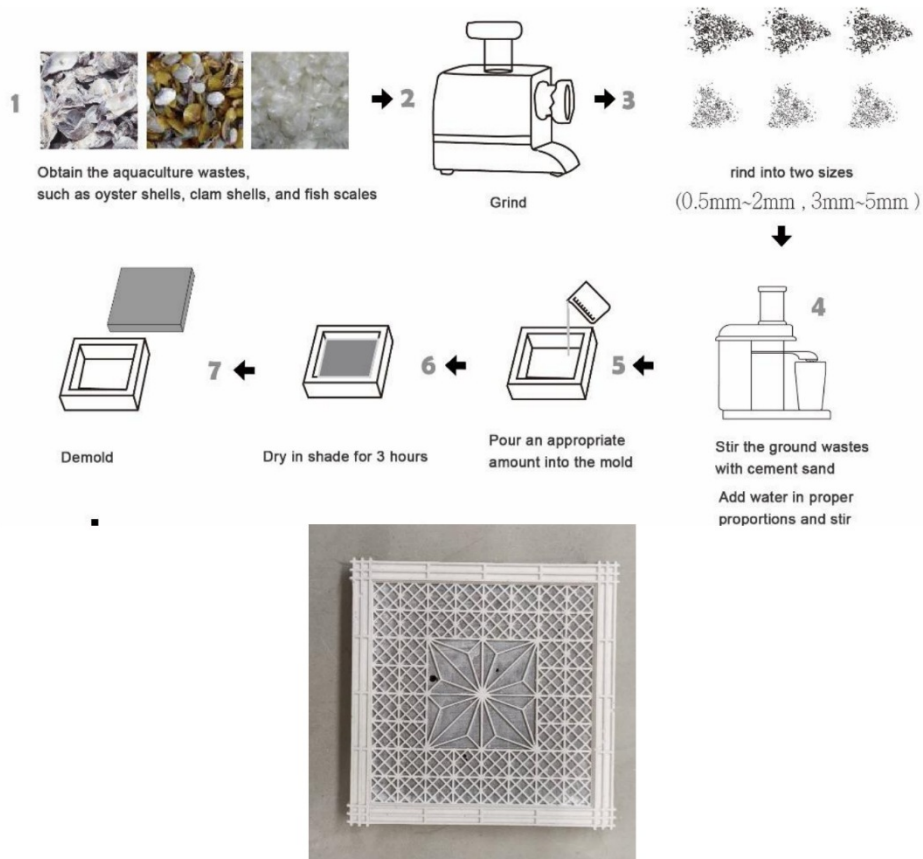 1
Obtain the aquaculture wastes,
such as oyster shells, clam shells, and fish scales
2
Grind
3
rind into two sizes
(0.5mm~2mm , 3mm~5mm )
4
Stir the ground wastes
with cement sand
Add water in proper
proportions and stir
5
Pour an appropriate
amount into the mold
6
Dry in shade for 3 hours
7
Demold